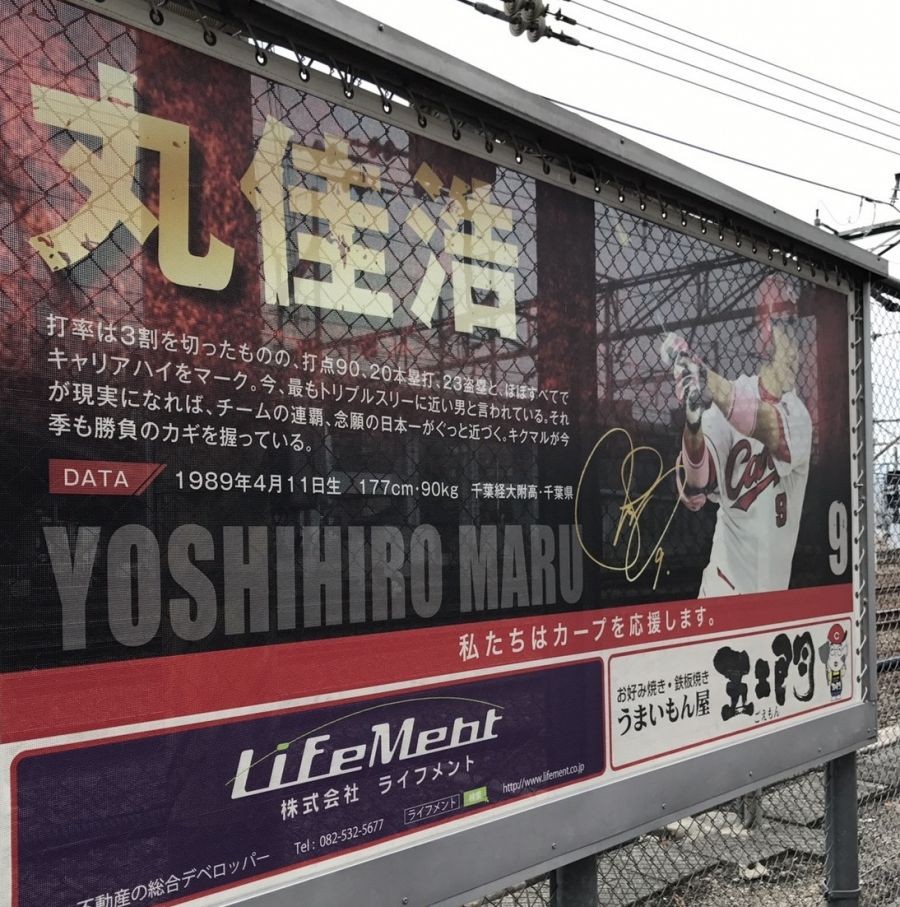 丸佳浩
打率は3割を切ったものの、打点90、20本塁打、23盗塁と、ほぼすべてで
キャリアハイをマーク。今、最もトリプルスリーに近い男と言われている。それ
が現実になれば、チームの連覇、念願の日本一がぐっと近づく。キクマルが今
季も勝負のカギを握っている。
DATA 1989年4月11日生 177cm・90kg 千葉経大附高・千葉県
YOSHIHIRO MARU
9
9
9.
私たちはカープを応援します。
LifeMent
株式会社 ライフメント
Tel : 082-532-5677 ライフメント 検索 http://www.lifement.co.jp
不動産の総合デベロッパー
お好み焼き・鉄板焼き
うまいもん屋 五エ門
ごえもん